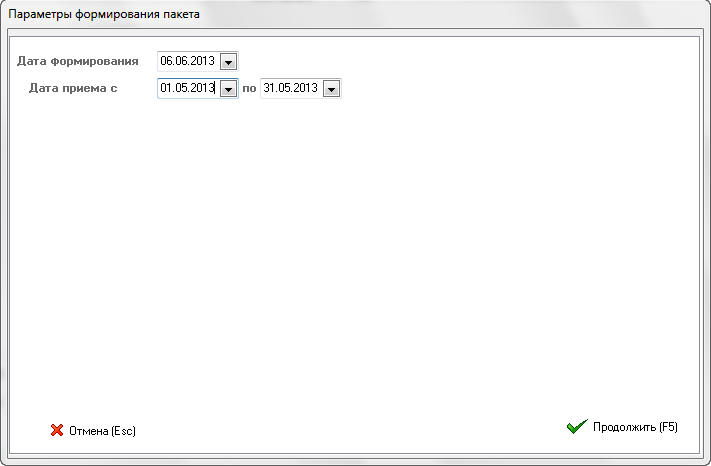 Параметры формирования пакета
Дата формирования 06.06.2013
Дата приема с 01.05.2013 по 31.05.2013
Отмена (Esc) Продолжить (F5)